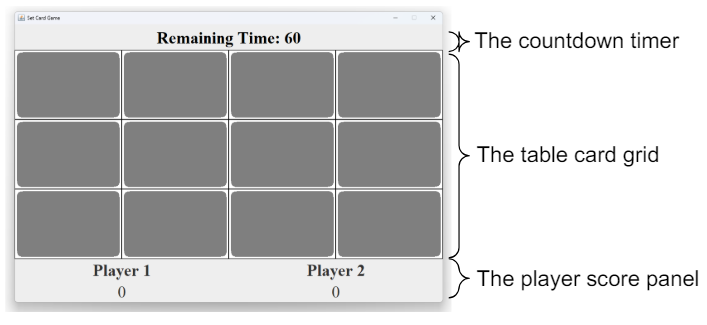 Set Card Game
Remaining Time: 60
The countdown timer
The table card grid
Player 1
Player 2
0
0
The player score panel